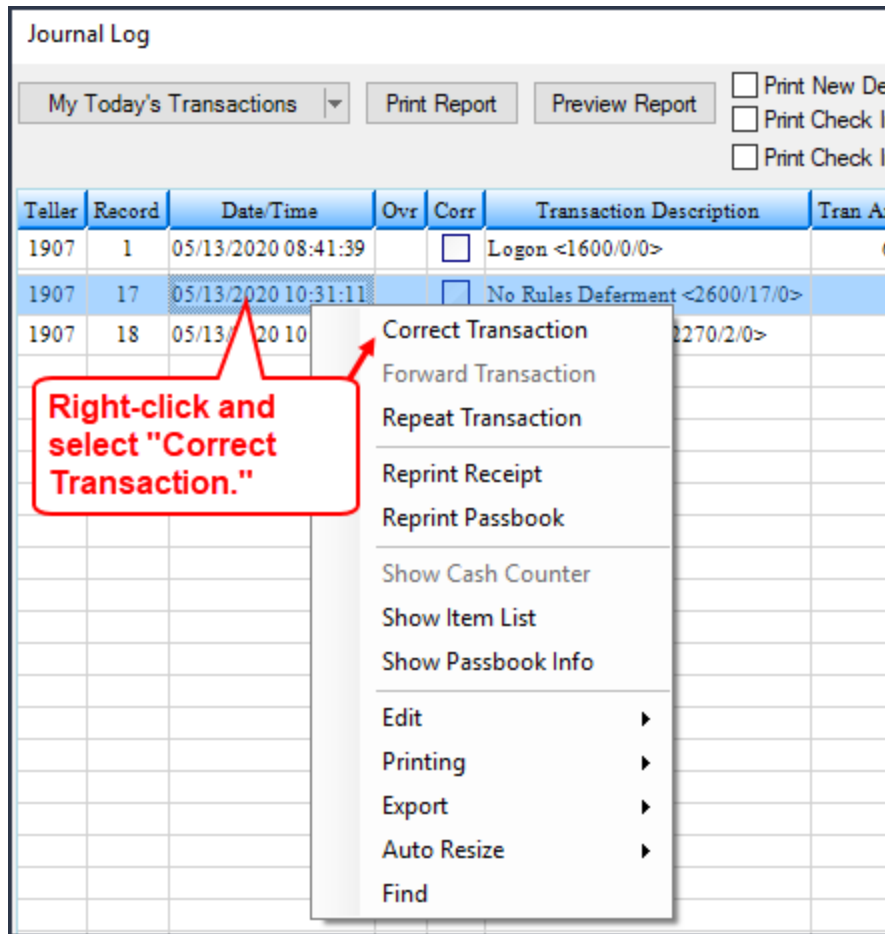 Journal Log
My Today's Transactions Print Report Preview Report
Print New
Print Check
Print Check
Teller Record Date/Time Ovr Corr Transaction Description Tran
1907 1 05/13/2020 08:41:39 Logon <1600/0/0>
1907 17 05/13/2020 10:31:11 No Rules Deferment <2600/17/0>
1907 18 05/13/ 20 10 2270/2/0>
Right-click and
select "Correct
Transaction."
Correct Transaction
Forward Transaction
Repeat Transaction
Reprint Receipt
Reprint Passbook
Show Cash Counter
Show Item List
Show Passbook Info
Edit
Printing
Export
Auto Resize
Find